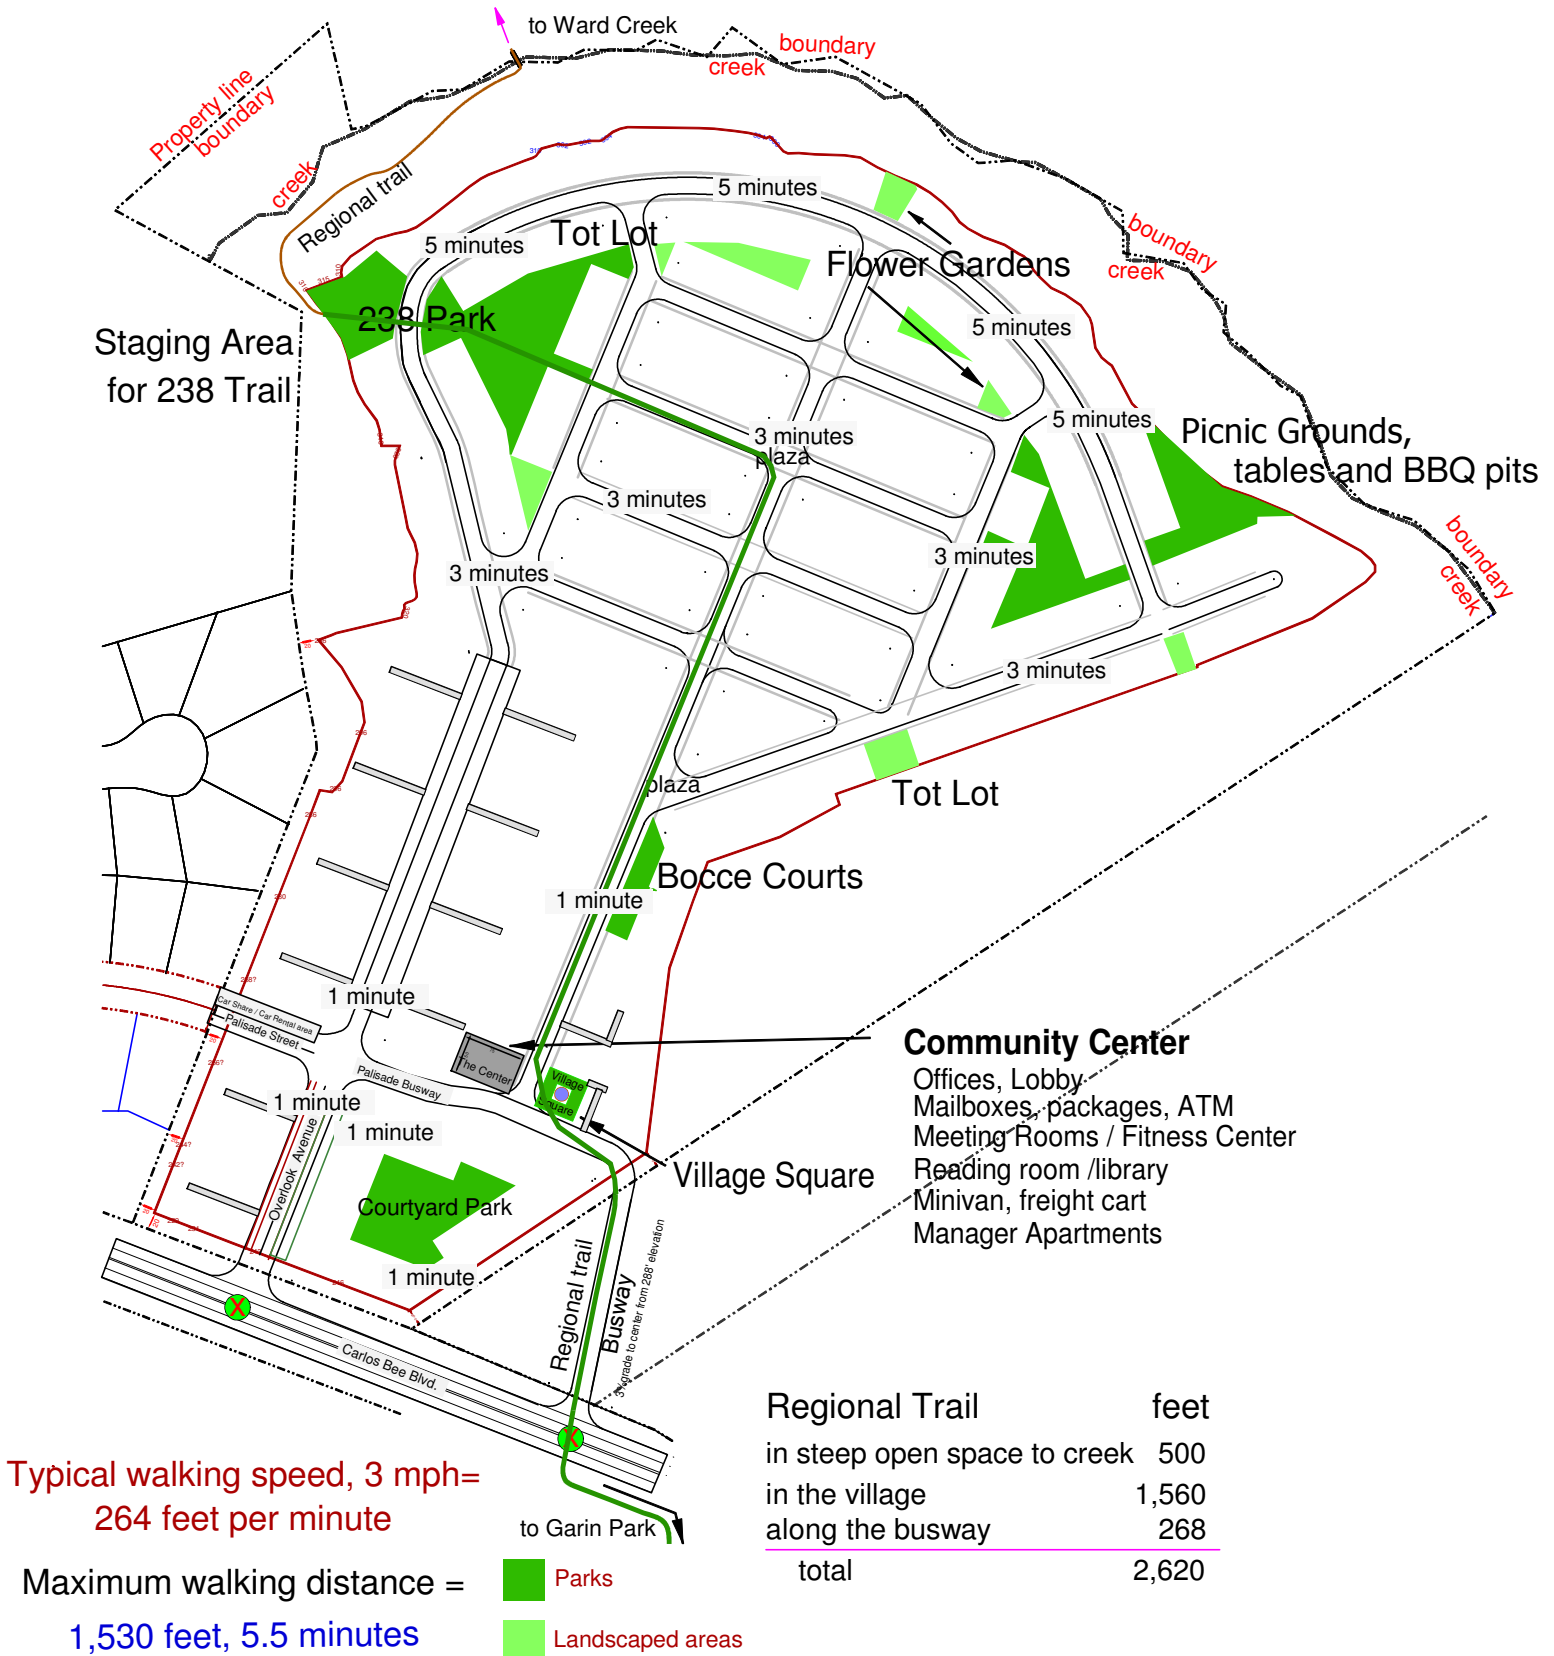 to Ward Creek
boundary
creek
Property line
boundary
creek
Regional trail
5 minutes
5 minutes
Tot Lot
Flower Gardens
boundary
creek
238 Park
5 minutes
Staging Area
for 238 Trail
5 minutes
3 minutes
plaza
Picnic Grounds,
tables and BBQ pits
3 minutes
3 minutes
3 minutes
boundary
creek
3 minutes
plaza
Tot Lot
Bocce Courts
1 minute
1 minute
Car Share / Car Rental area
Palisade Street
The Center
Palisade Busway
Village
Square
Community Center
Offices, Lobby
Mailboxes, packages, ATM
Meeting Rooms / Fitness Center
Reading room /library
Minivan, freight cart
Manager Apartments
1 minute
1 minute
Overlook Avenue
Village Square
Courtyard Park
1 minute
Regional trail
Busway
3% grade to center from 288' elevation
Carlos Bee Blvd.
X
X
to Garin Park
Regional Trail feet
in steep open space to creek 500
in the village 1,560
along the busway 268
total 2,620
Typical walking speed, 3 mph=
264 feet per minute
Maximum walking distance =
1,530 feet, 5.5 minutes
Parks
Landscaped areas